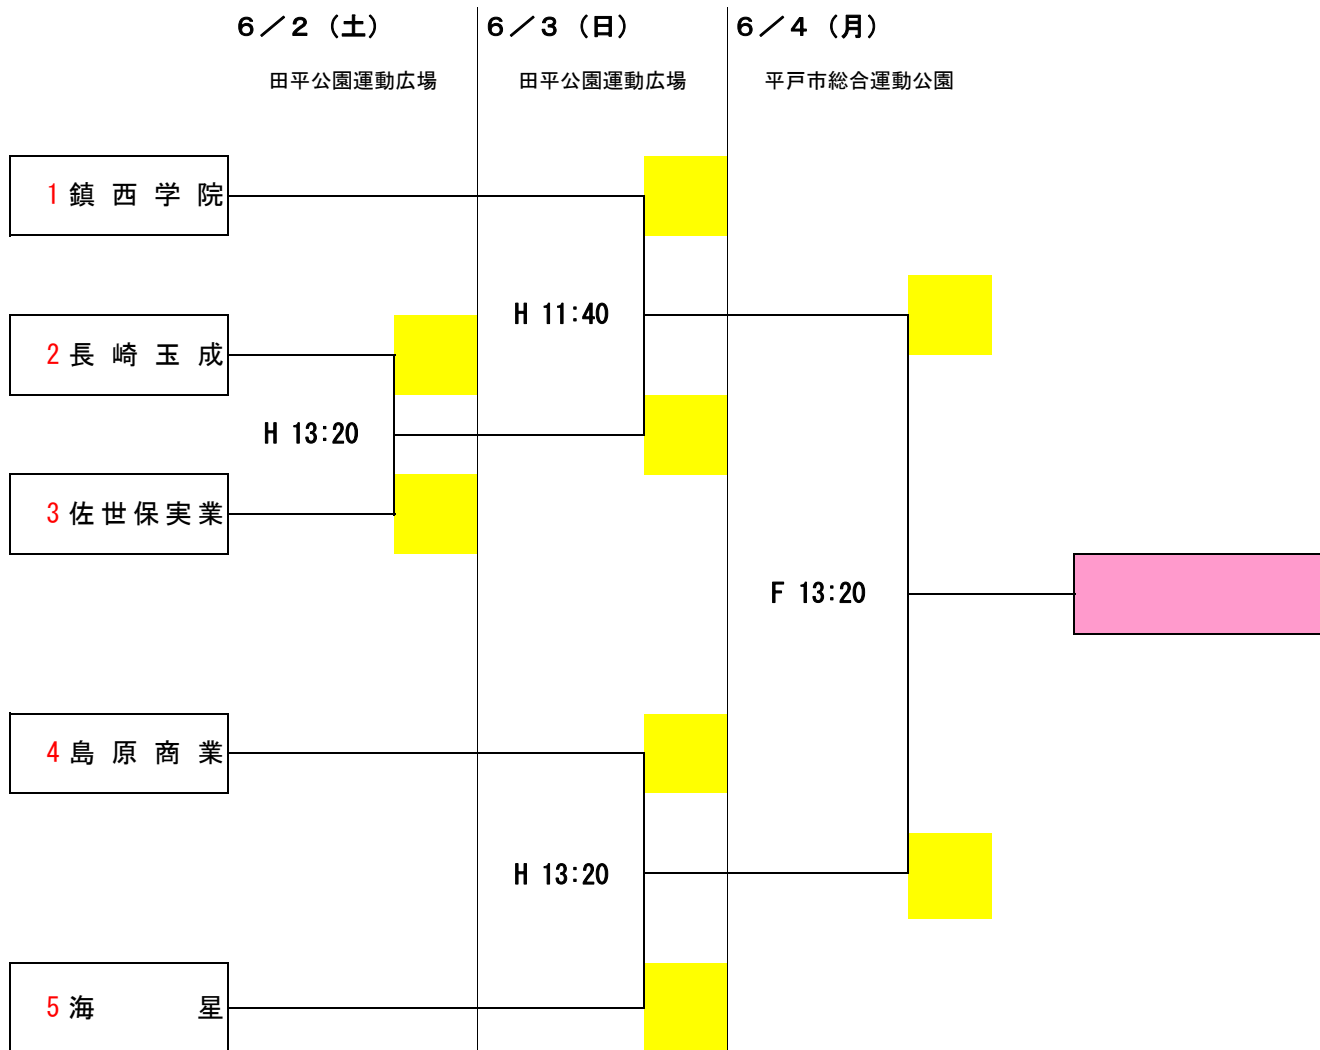 6／2（土） 6／3（日） 6／4（月）
田平公園運動広場 田平公園運動広場 平戸市総合運動公園
1 鎮西学院
H 11:40
2 長崎玉成
H 13:20
3 佐世保実業
F 13:20
4 島原商業
H 13:20
5 海星